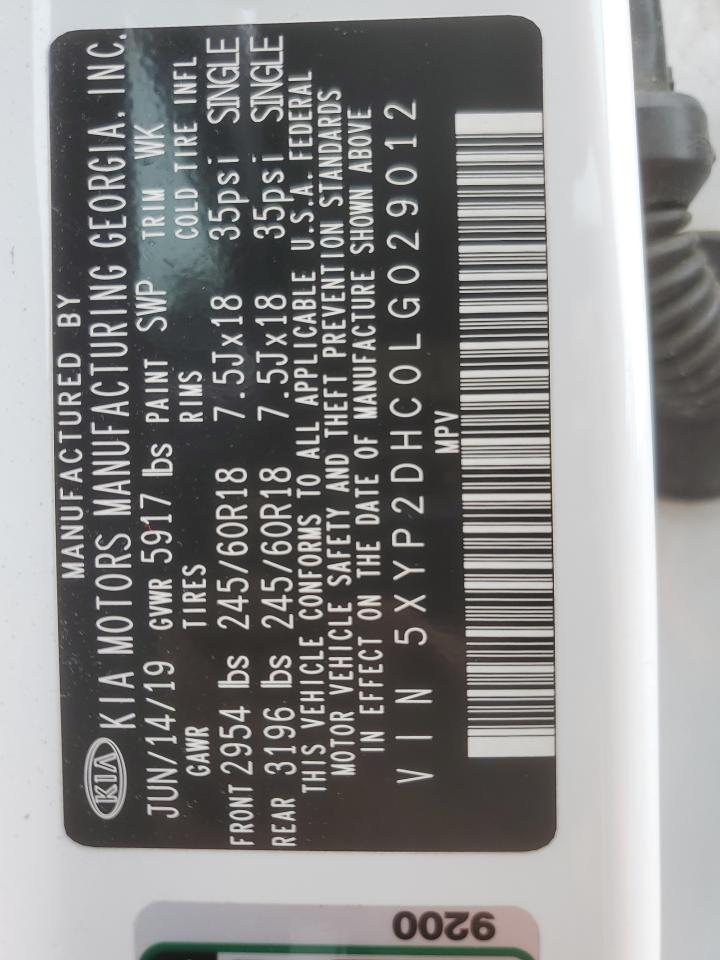 MANUFACTURED BY
KIA KIA MOTORS MANUFACTURING GEORGIA, INC.
JUN/14/19 GVWR 5917 lbs PAINT SWP TRIM WK
GAWR TIRES RIMS COLD TIRE INFL
FRONT 2954 lbs 245/60R18 7.5Jx18 35psi SINGLE
REAR 3196 lbs 245/60R18 7.5Jx18 35psi SINGLE
THIS VEHICLE CONFORMS TO ALL APPLICABLE U.S.A. FEDERAL
MOTOR VEHICLE SAFETY AND THEFT PREVENTION STANDARDS
IN EFFECT ON THE DATE OF MANUFACTURE SHOWN ABOVE
VIN 5XYP2DHC0LG029012
MPV
9200